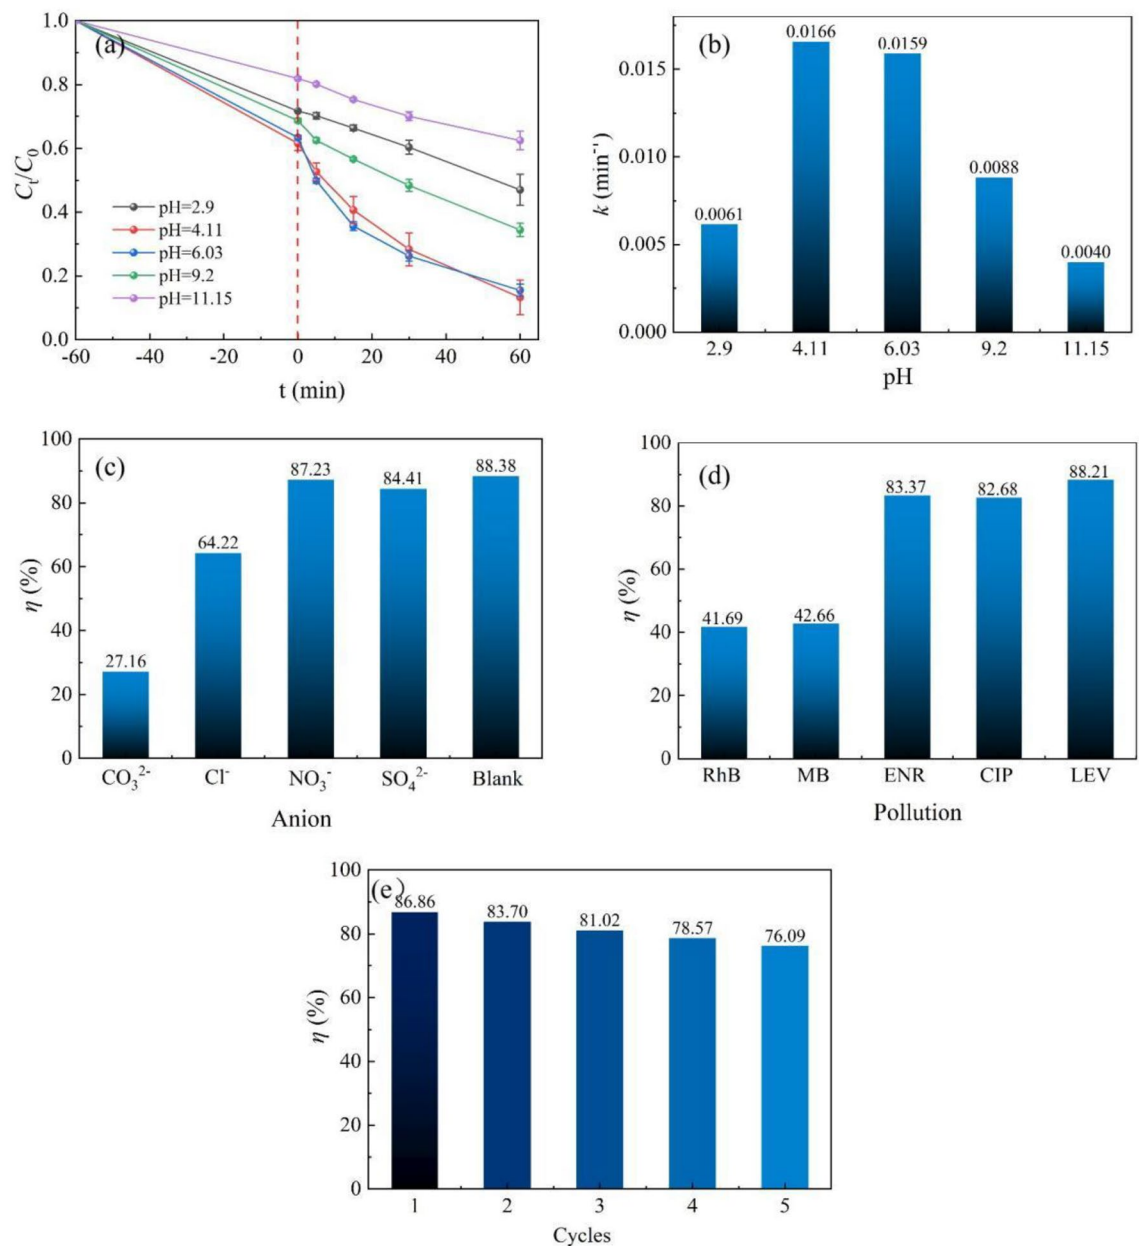 (a)
1.0
0.8
0.6
0.4
0.2
0.0
C_t/C_0
pH=2.9
pH=4.11
pH=6.03
pH=9.2
pH=11.15
-60 -40 -20 0 20 40 60
t (min)
(b)
0.015
0.010
0.005
0.000
k (min⁻¹)
0.0061
0.0166
0.0159
0.0088
0.0040
2.9 4.11 6.03 9.2 11.15
pH
(c)
100
80
60
40
20
0
η (%)
27.16
64.22
87.23
84.41
88.38
CO₃²⁻ Cl⁻ NO₃⁻ SO₄²⁻ Blank
Anion
(d)
100
80
60
40
20
0
η (%)
41.69
42.66
83.37
82.68
88.21
RhB MB ENR CIP LEV
Pollution
(e)
100
80
60
40
20
0
η (%)
86.86
83.70
81.02
78.57
76.09
1 2 3 4 5
Cycles